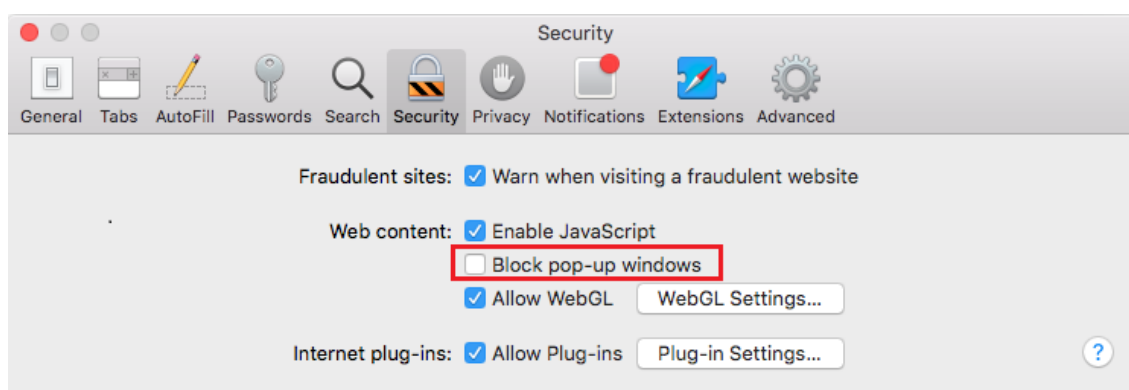 Security
General Tabs AutoFill Passwords Search Security Privacy Notifications Extensions Advanced
Fraudulent sites: Warn when visiting a fraudulent website
Web content: Enable JavaScript
Block pop-up windows
Allow WebGL WebGL Settings...
Internet plug-ins: Allow Plug-ins Plug-in Settings... ?